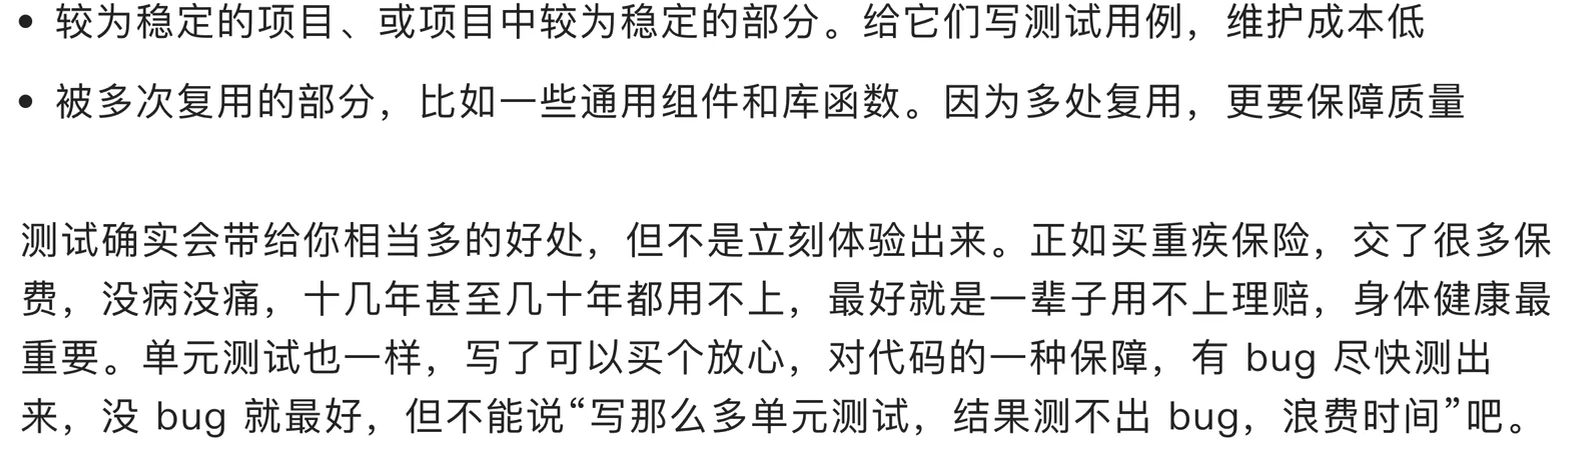 • 较为稳定的项目、或项目中较为稳定的部分。给它们写测试用例，维护成本低
• 被多次复用的部分，比如一些通用组件和库函数。因为多处复用，更要保障质量
测试确实会带给你相当多的好处，但不是立刻体验出来。正如买重疾保险，交了很多保
费，没病没痛，十几年甚至几十年都用不上，最好就是一辈子用不上理赔，身体健康最
重要。单元测试也一样，写了可以买个放心，对代码的一种保障，有 bug 尽快测出
来，没 bug 就最好，但不能说“写那么多单元测试，结果测不出 bug，浪费时间”吧。